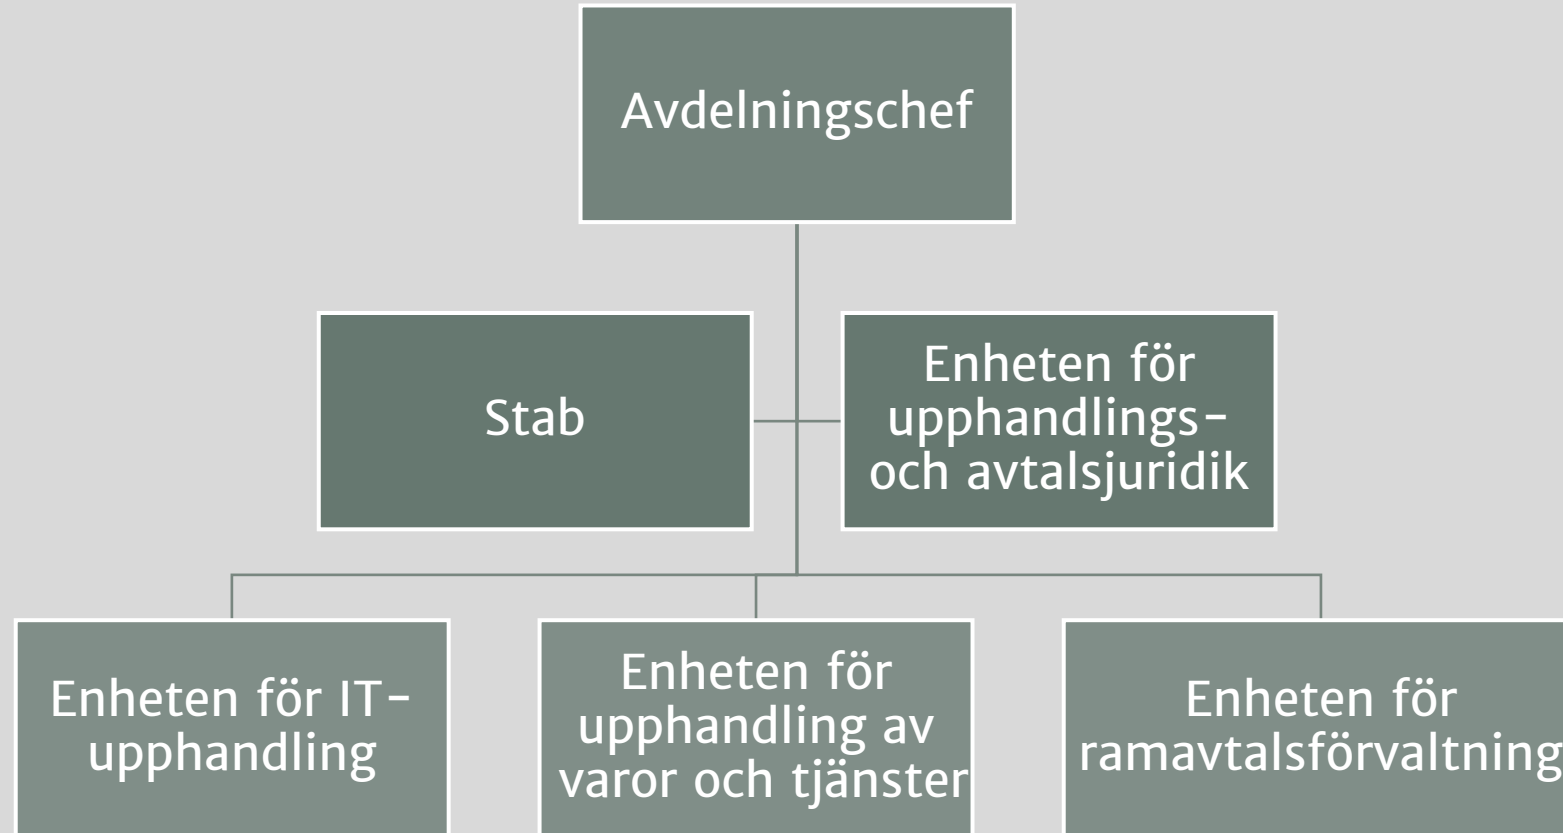 Avdelningschef
Stab
Enheten för
upphandlings-
och avtalsjuridik
Enheten för IT-
upphandling
Enheten för
upphandling av
varor och tjänster
Enheten för
ramavtalsförvaltning